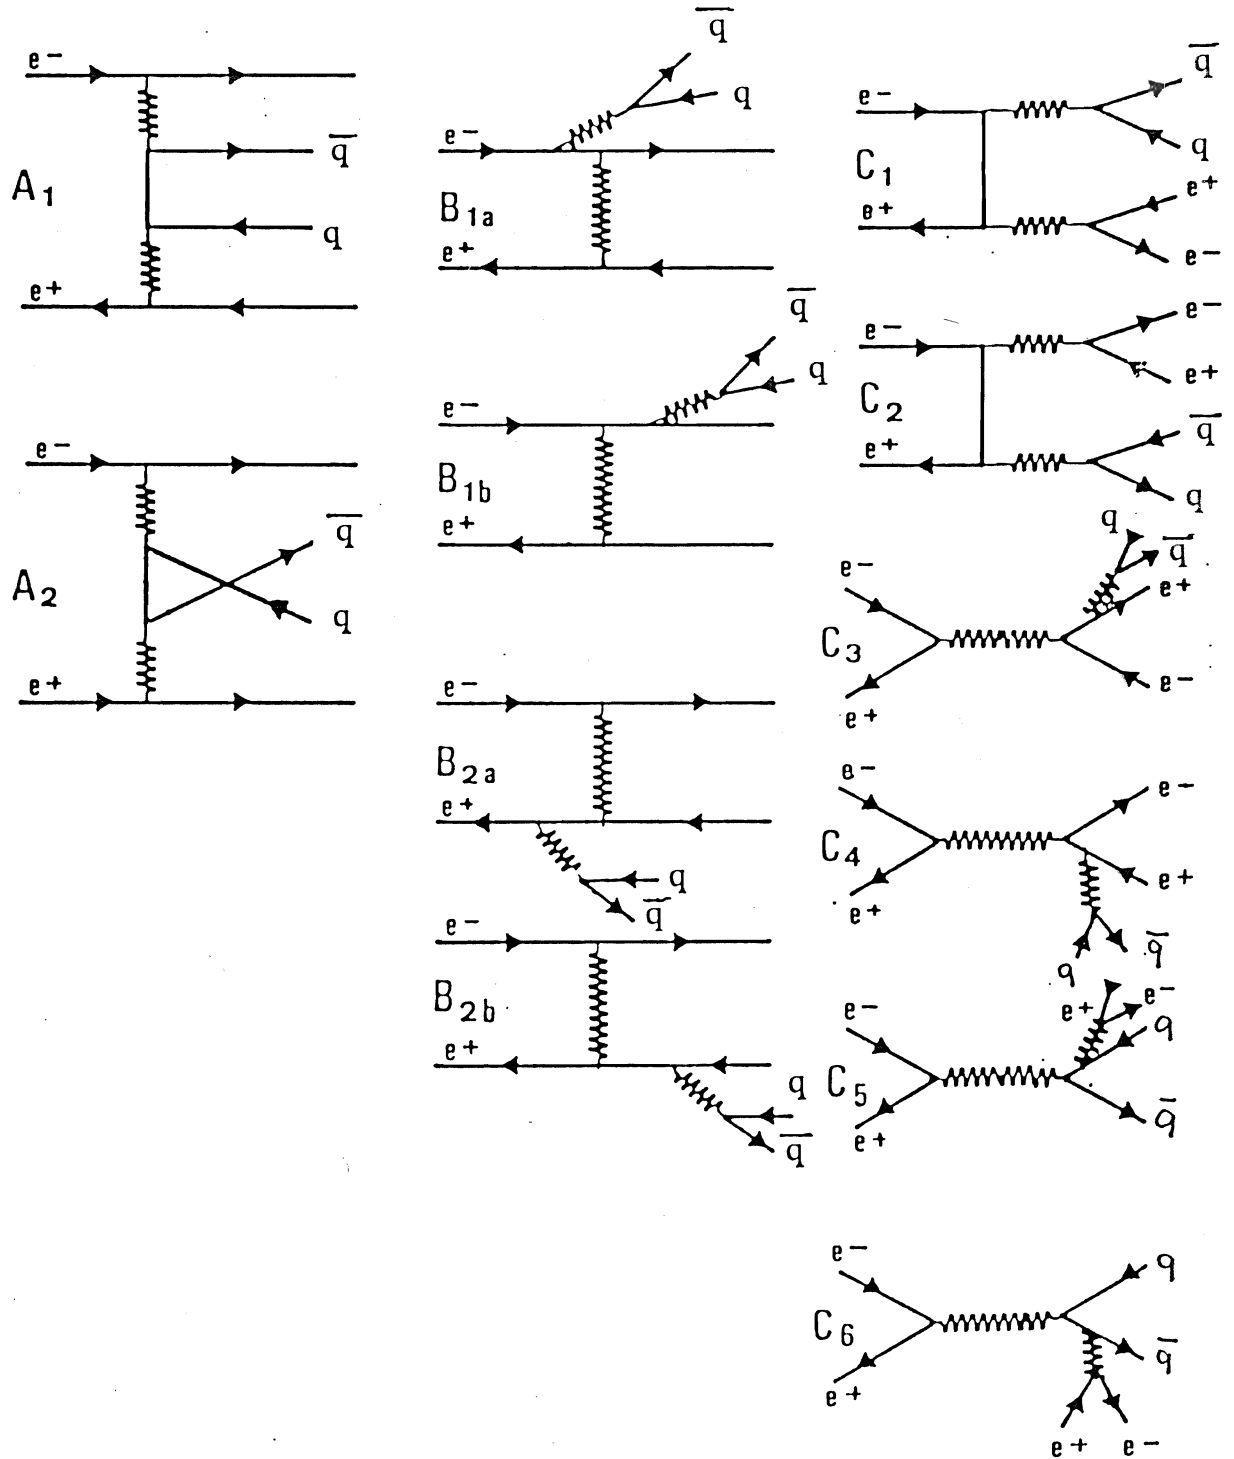 e− q̄
A₁
q
e+
e− q̄
A₂
q
e+
q̄
q
e−
B₁ₐ
e+
q̄
q
e−
B₁b
e+
e−
B₂ₐ
e+
q
q̄
e−
B₂b
e+
q
q̄
e− q̄
C₁
q
e+ e+
e−
e− e−
C₂
e+
e+ q̄
q
q
q̄
e− e+
C₃
e−
e+
e− e−
C₄
e+
e+
q q̄
e+ e−
e− q
C₅
q̄
e+
e− q
C₆
q̄
e+
e+ e−